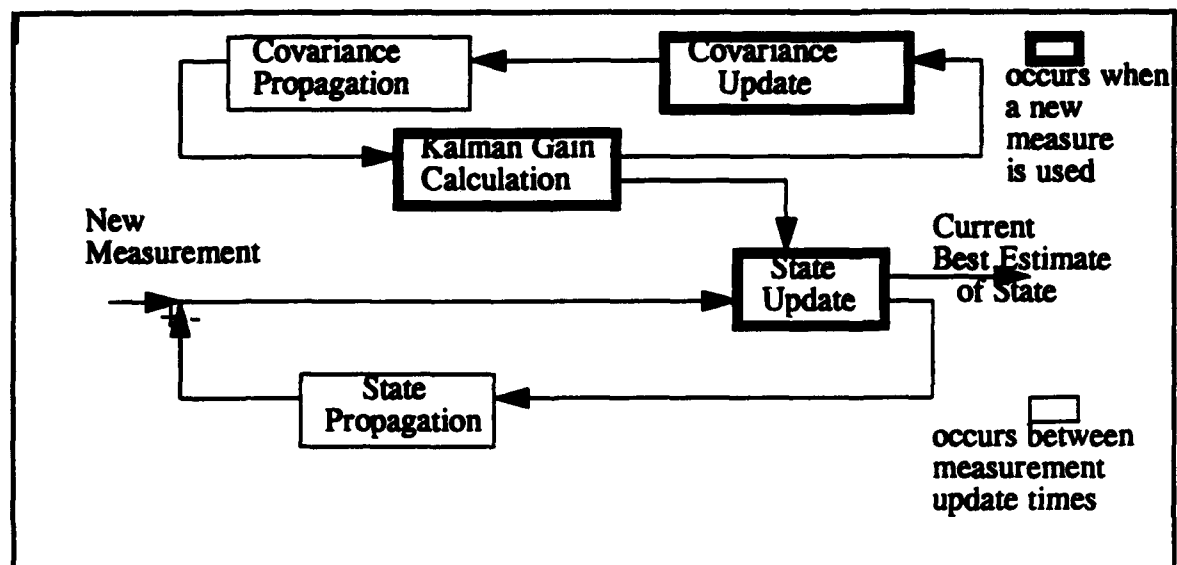 Covariance
Propagation
Covariance
Update
occurs when
a new
measure
is used
Kalman Gain
Calculation
New
Measurement
Current
Best Estimate
of State
State
Update
+ -
State
Propagation
occurs between
measurement
update times